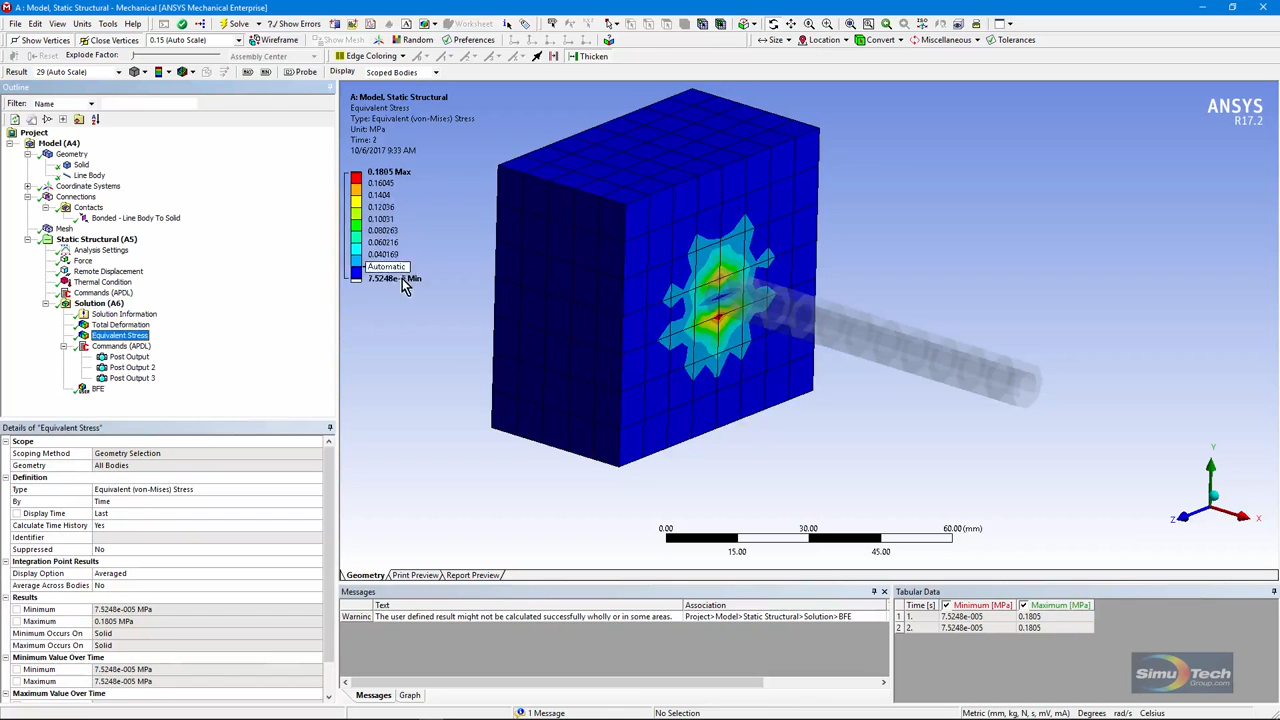 A : Model, Static Structural - Mechanical [ANSYS Mechanical Enterprise]
File Edit View Units Tools Help Solve Show Errors Worksheet
Show Vertices Close Vertices 0.15 (Auto Scale) Wireframe Show Mesh Random Preferences Size Location Convert Miscellaneous Tolerances
Reset Explode Factor: Assembly Center Edge Coloring Thicken
Result 29 (Auto Scale) Probe Display Scoped Bodies
Outline
Filter: Name
Project
Model (A4)
Geometry
Solid
Line Body
Coordinate Systems
Connections
Contacts
Bonded - Line Body To Solid
Mesh
Static Structural (A5)
Analysis Settings
Force
Remote Displacement
Thermal Condition
Commands (APDL)
Solution (A6)
Solution Information
Total Deformation
Equivalent Stress
Commands (APDL)
Post Output
Post Output 2
Post Output 3
BFE
Details of "Equivalent Stress"
Scope
Scoping Method Geometry Selection
Geometry All Bodies
Definition
Type Equivalent (von-Mises) Stress
By Time
Display Time Last
Calculate Time History Yes
Identifier
Suppressed No
Integration Point Results
Display Option Averaged
Average Across Bodies No
Results
Minimum 7.5248e-005 MPa
Maximum 0.1805 MPa
Minimum Occurs On Solid
Maximum Occurs On Solid
Minimum Value Over Time
Minimum 7.5248e-005 MPa
Maximum 7.5248e-005 MPa
Maximum Value Over Time
A: Model, Static Structural
Equivalent Stress
Type: Equivalent (von-Mises) Stress
Unit: MPa
Time: 2
10/6/2017 9:33 AM
0.1805 Max
0.16045
0.1404
0.12036
0.10031
0.080263
0.060216
0.040169
Automatic
7.5248e- Min
ANSYS
R17.2
0.00 30.00 60.00 (mm)
15.00 45.00
Y
Z
X
Geometry Print Preview Report Preview
Messages
Text Association
Warning The user defined result might not be calculated successfully wholly or in some areas. Project>Model>Static Structural>Solution>BFE
Messages Graph
Tabular Data
Time [s] Minimum [MPa] Maximum [MPa]
1 1. 7.5248e-005 0.1805
2 2. 7.5248e-005 0.1805
SimuTech
Group.com
1 Message No Selection Metric (mm, kg, N, s, mV, mA) Degrees rad/s Celsius